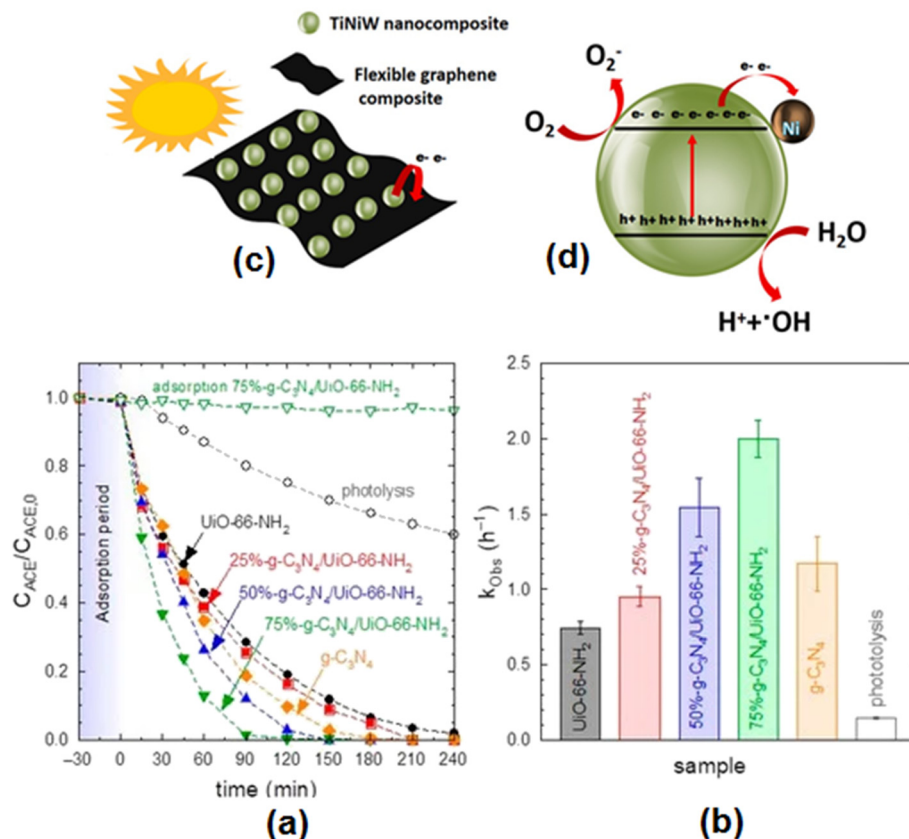 TiNiW nanocomposite
Flexible graphene
composite
e- e-
(c)
O₂⁻
O₂
e- e-
e- e- e- e- e- e- e-
Ni
h+ h+ h+ h+ h+ h+ h+ h+
H₂O
H⁺+•OH
(d)
C_ACE/C_ACE,0
1.0
0.8
0.6
0.4
0.2
0.0
Adsorption period
adsorption 75%-g-C₃N₄/UiO-66-NH₂
photolysis
UiO-66-NH₂
25%-g-C₃N₄/UiO-66-NH₂
50%-g-C₃N₄/UiO-66-NH₂
75%-g-C₃N₄/UiO-66-NH₂
g-C₃N₄
−30 0 30 60 90 120 150 180 210 240
time (min)
(a)
k_Obs (h⁻¹)
2.5
2.0
1.5
1.0
0.5
0.0
UiO-66-NH₂
25%-g-C₃N₄/UiO-66-NH₂
50%-g-C₃N₄/UiO-66-NH₂
75%-g-C₃N₄/UiO-66-NH₂
g-C₃N₄
photolysis
sample
(b)